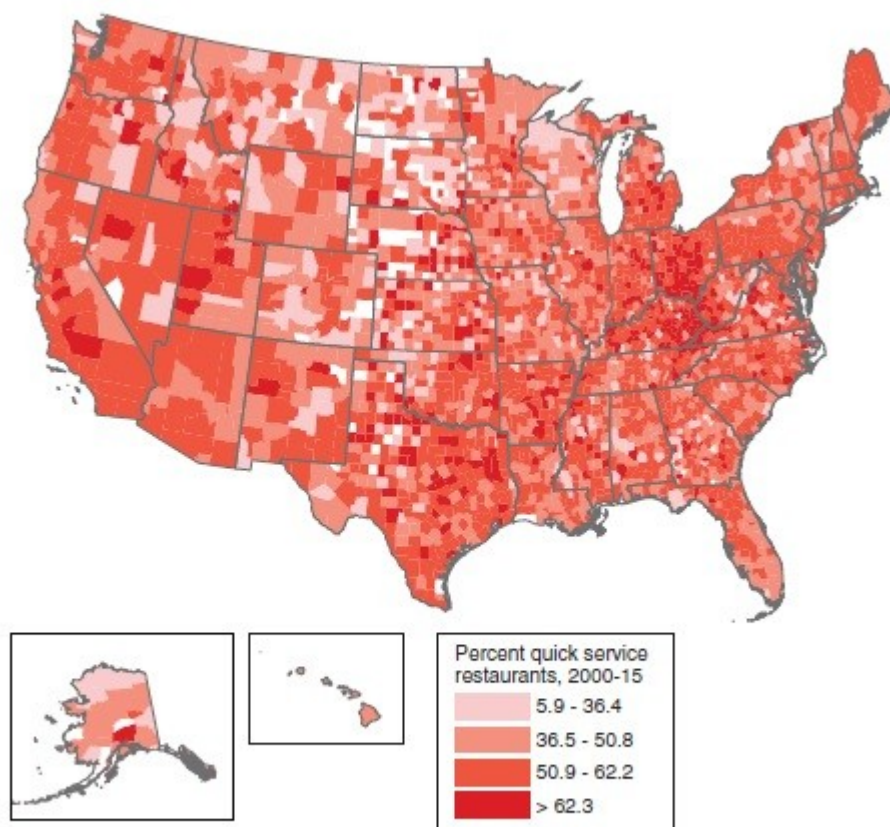 Percent quick service
restaurants, 2000-15
5.9 - 36.4
36.5 - 50.8
50.9 - 62.2
> 62.3